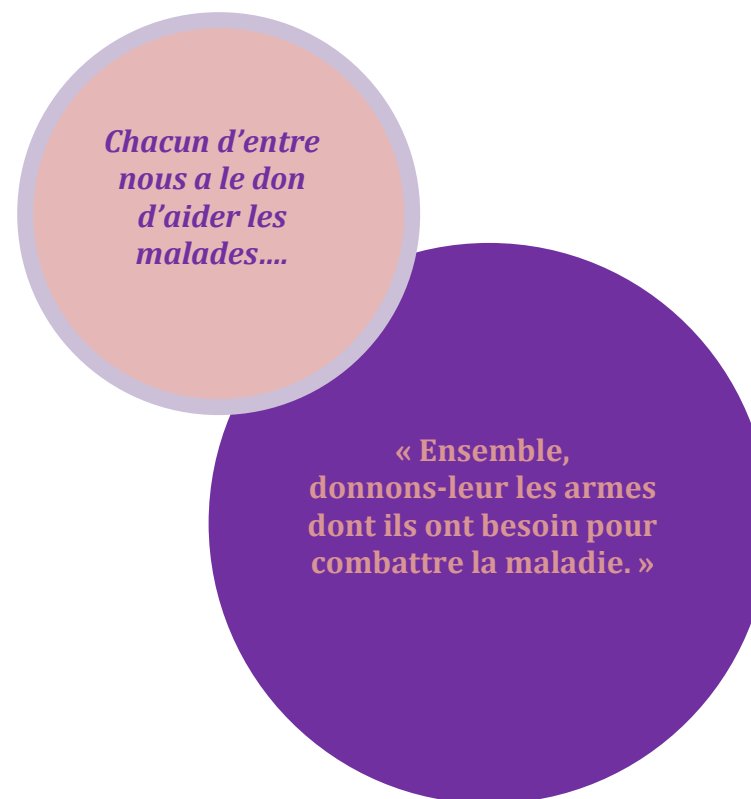 Chacun d’entre
nous a le don
d’aider les
malades….
« Ensemble,
donnons-leur les armes
dont ils ont besoin pour
combattre la maladie. »